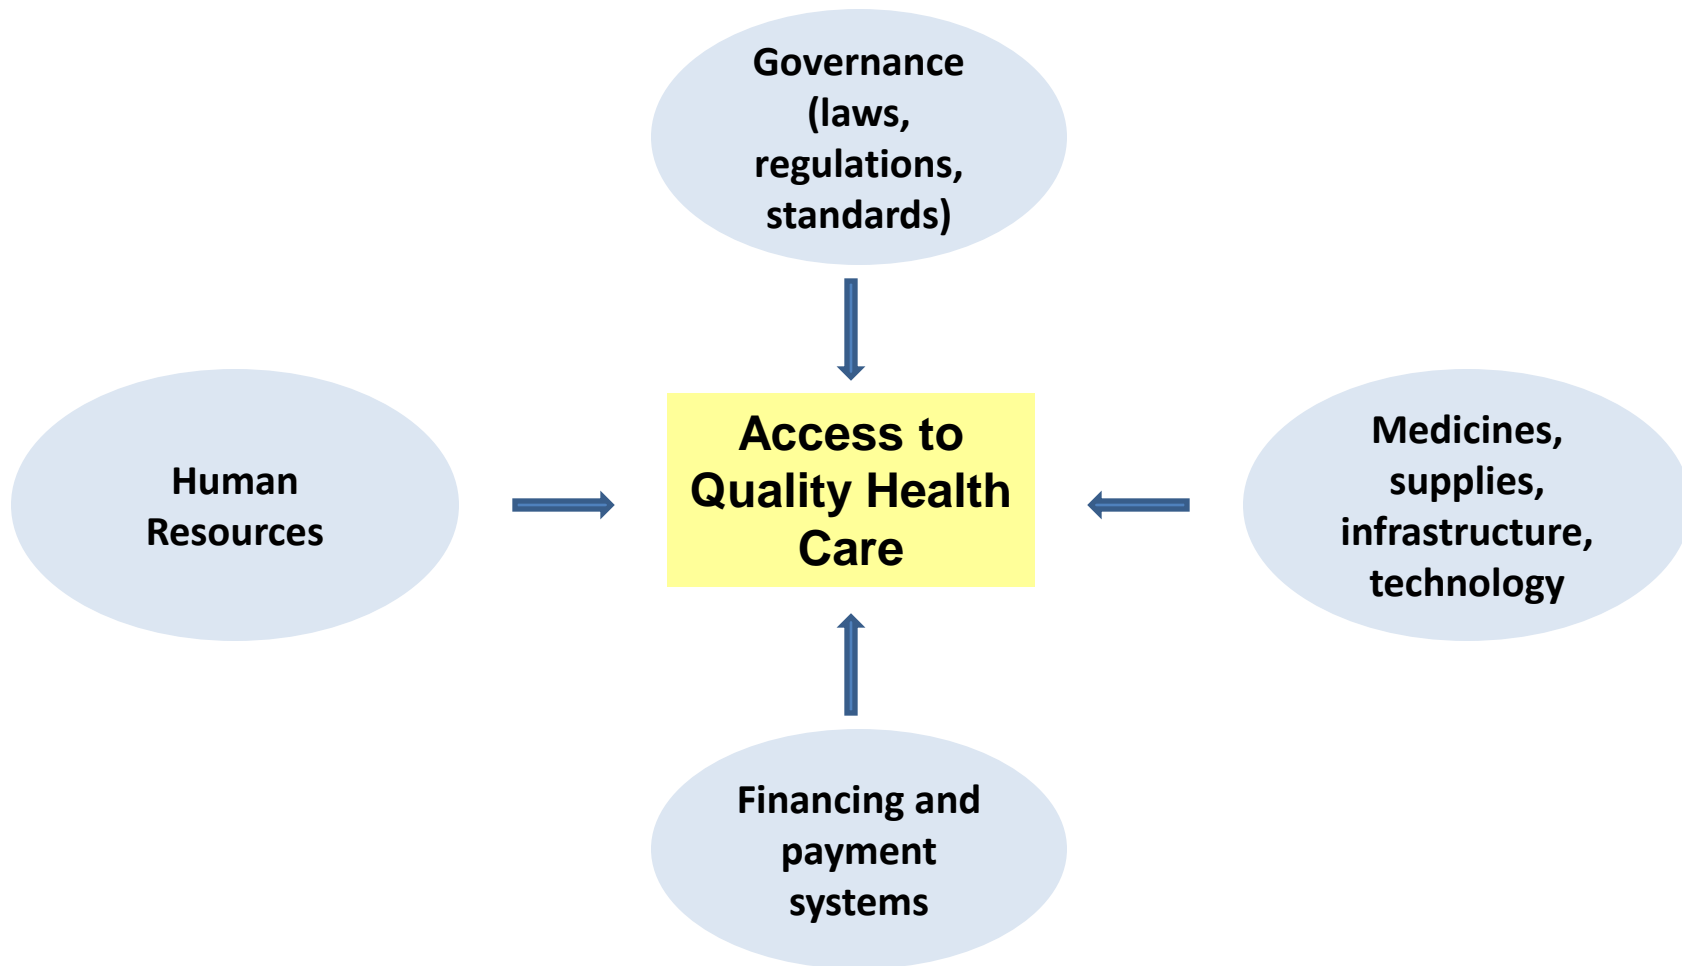 Governance
(laws,
regulations,
standards)
Human
Resources
Access to
Quality Health
Care
Medicines,
supplies,
infrastructure,
technology
Financing and
payment
systems